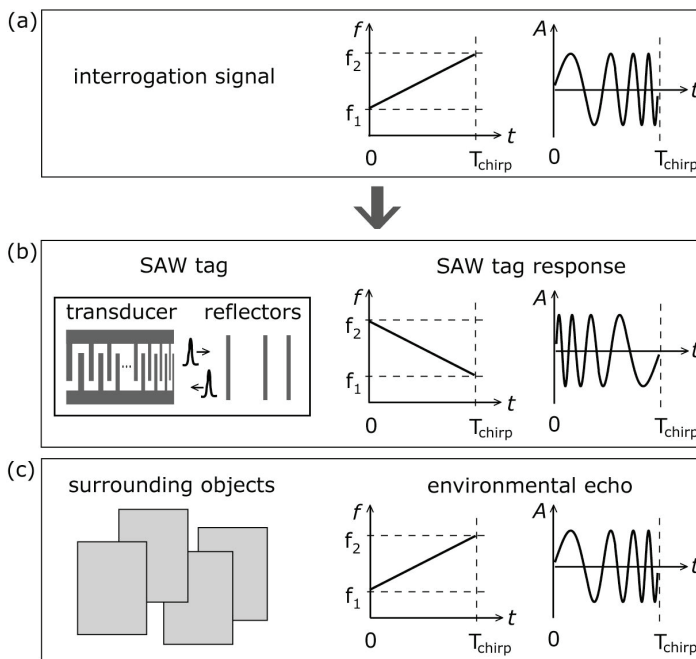 (a)
interrogation signal
f
f2
f1
0
Tchirp
t
A
0
Tchirp
t
(b)
SAW tag
transducer reflectors
...
SAW tag response
f
f2
f1
0
Tchirp
t
A
0
Tchirp
t
(c)
surrounding objects
environmental echo
f
f2
f1
0
Tchirp
t
A
0
Tchirp
t